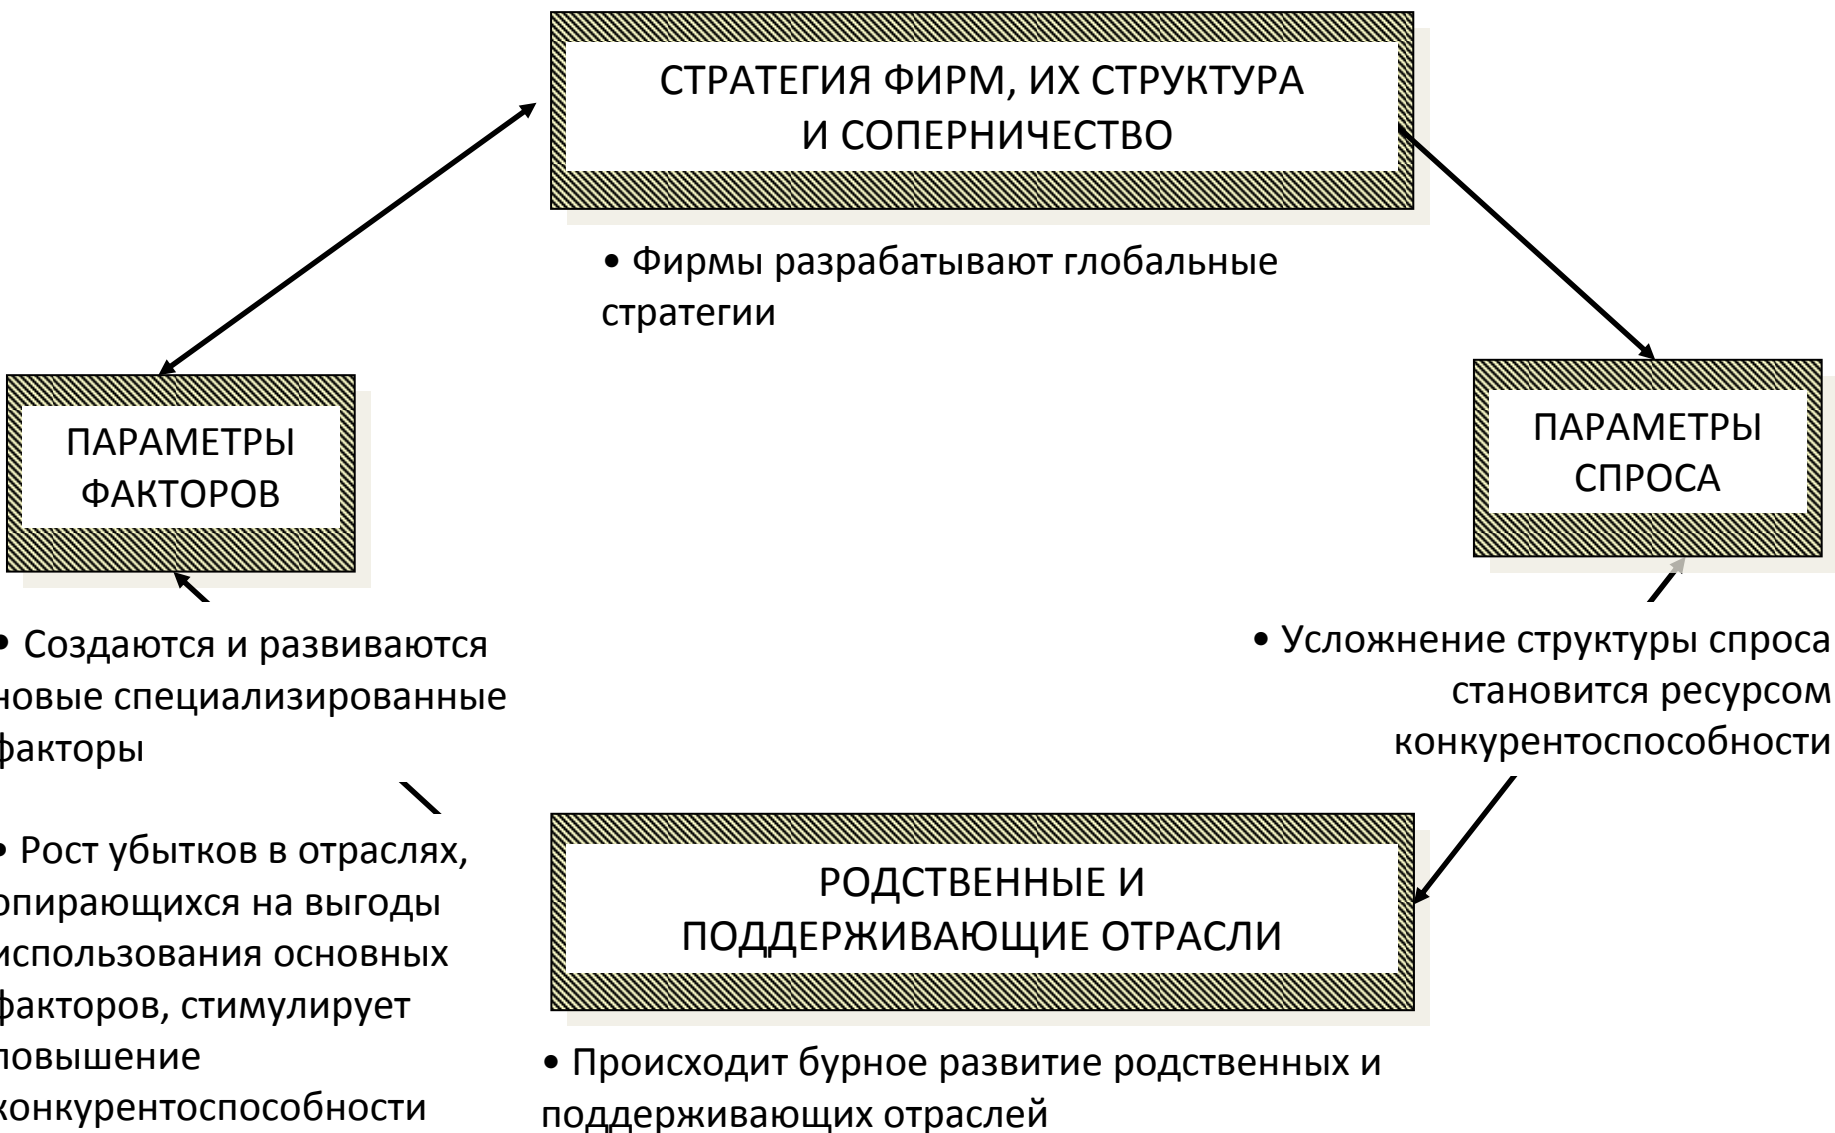 СТРАТЕГИЯ ФИРМ, ИХ СТРУКТУРА
И СОПЕРНИЧЕСТВО
• Фирмы разрабатывают глобальные
стратегии
ПАРАМЕТРЫ
ФАКТОРОВ
ПАРАМЕТРЫ
СПРОСА
• Создаются и развиваются
новые специализированные
факторы
• Усложнение структуры спроса
становится ресурсом
конкурентоспособности
• Рост убытков в отраслях,
опирающихся на выгоды
использования основных
факторов, стимулирует
повышение
конкурентоспособности
РОДСТВЕННЫЕ И
ПОДДЕРЖИВАЮЩИЕ ОТРАСЛИ
• Происходит бурное развитие родственных и
поддерживающих отраслей